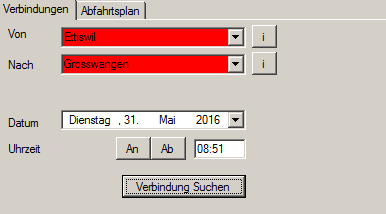 Verbindungen Abfahrtsplan
Von Ettiswil i
Nach Grosswangen i
Datum Dienstag , 31. Mai 2016
Uhrzeit An Ab 08:51
Verbindung Suchen